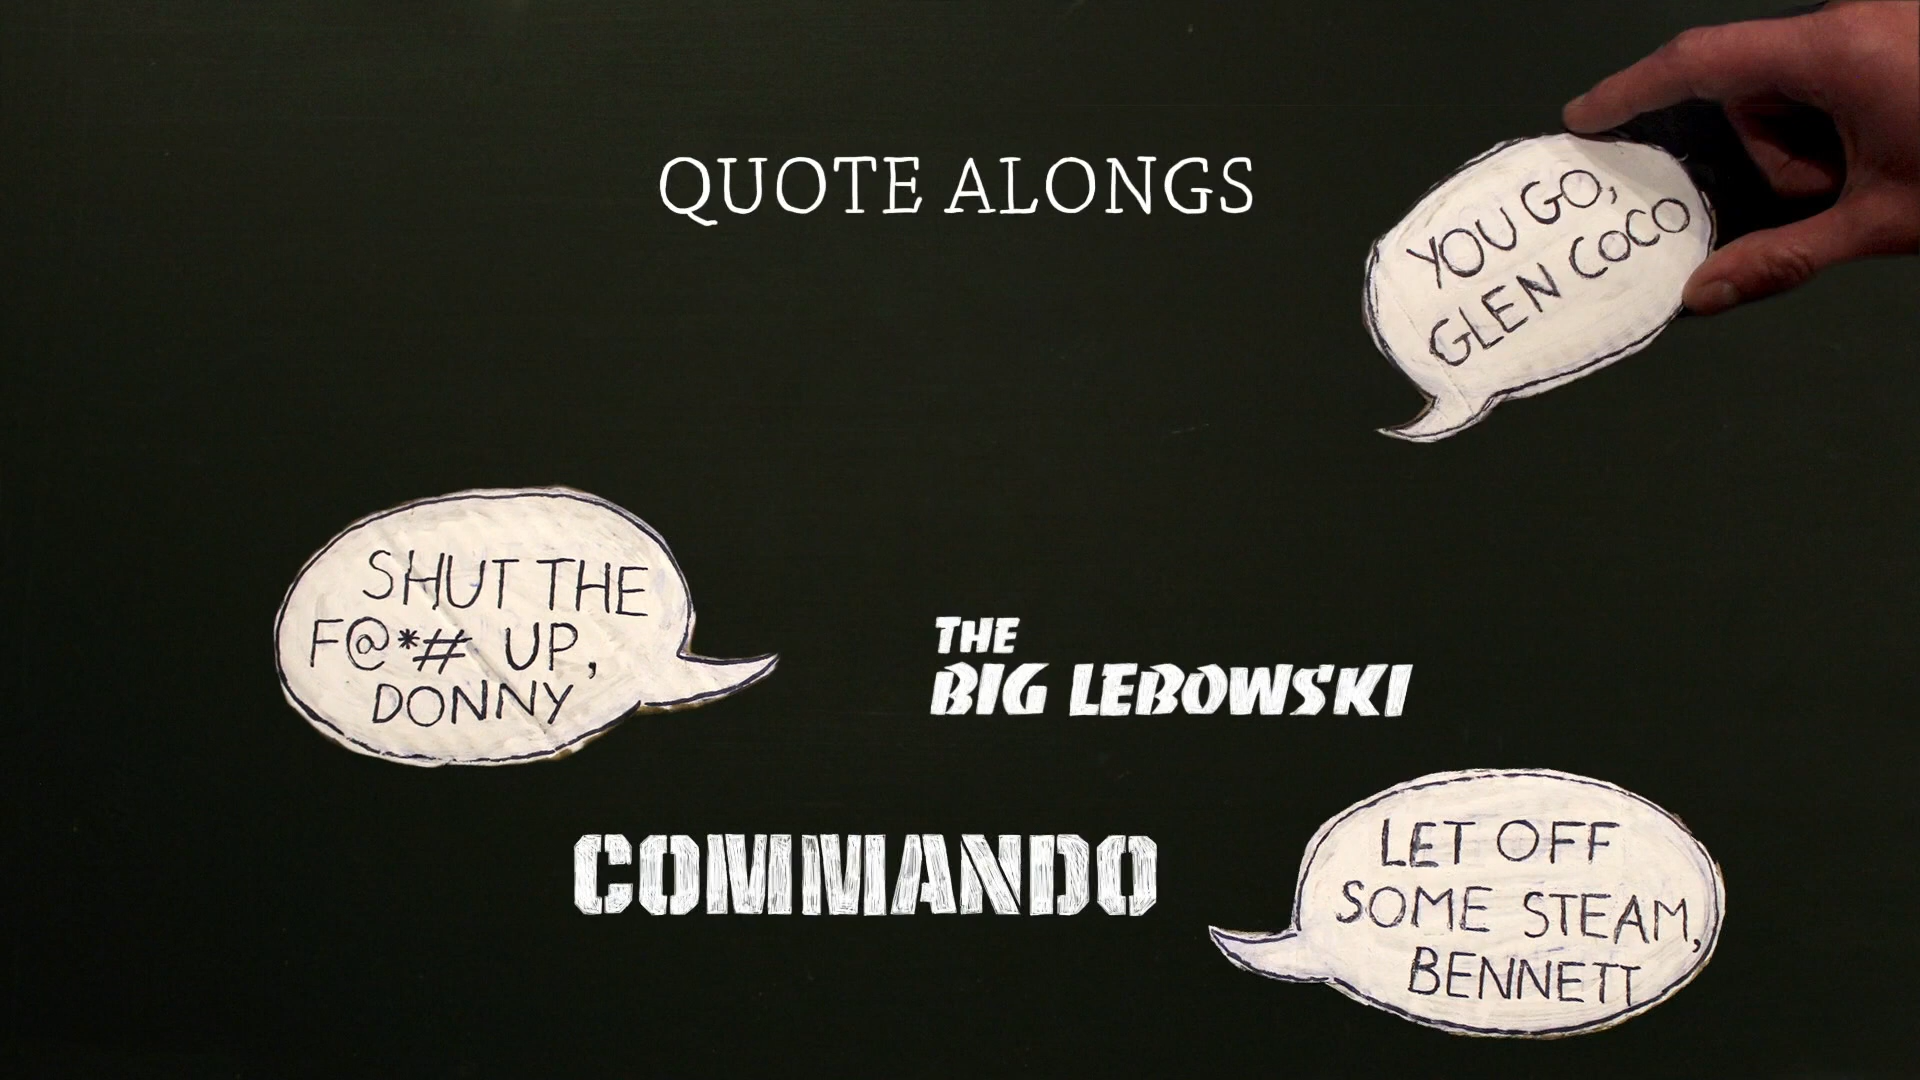 QUOTE ALONGS
YOU GO,
GLEN COCO
SHUT THE
F@*# UP,
DONNY
THE
BIG LEBOWSKI
COMMANDO
LET OFF
SOME STEAM,
BENNETT